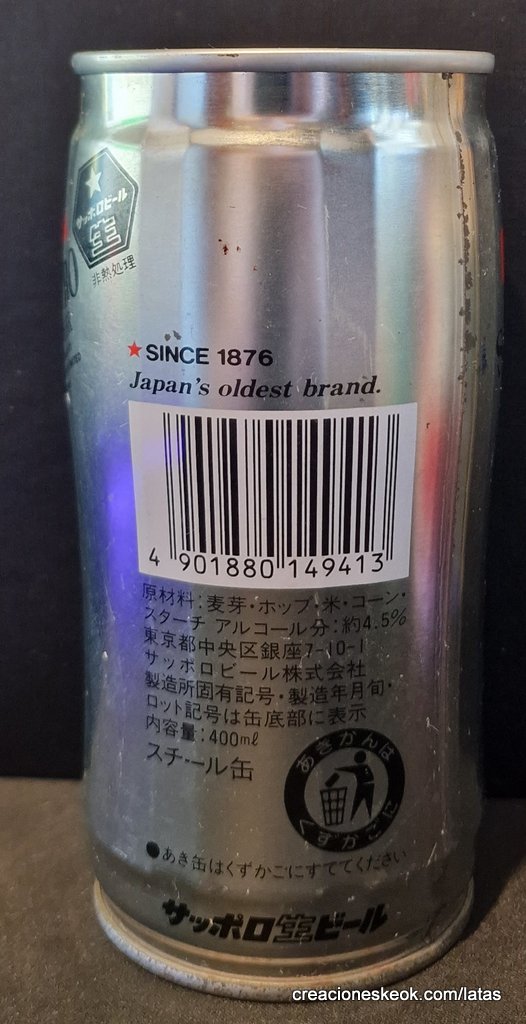 サッポロビール
生
非熱処理
★SINCE 1876
Japan's oldest brand.
4 901880 149413
原材料:麦芽・ホップ・米・コーン・
スターチ アルコール分:約4.5%
東京都中央区銀座7-10-1
サッポロビール株式会社
製造所固有記号・製造年月旬・
ロット記号は缶底部に表示
内容量:400mℓ
スチール缶
あきかんは
くずかごに
●あき缶はくずかごにすててください
サッポロ生ビール
creacioneskeok.com/latas